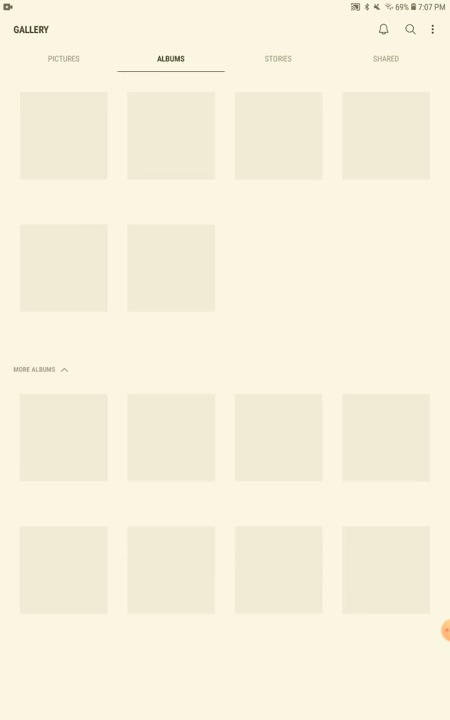 69% 7:07 PM
GALLERY
PICTURES ALBUMS STORIES SHARED
MORE ALBUMS